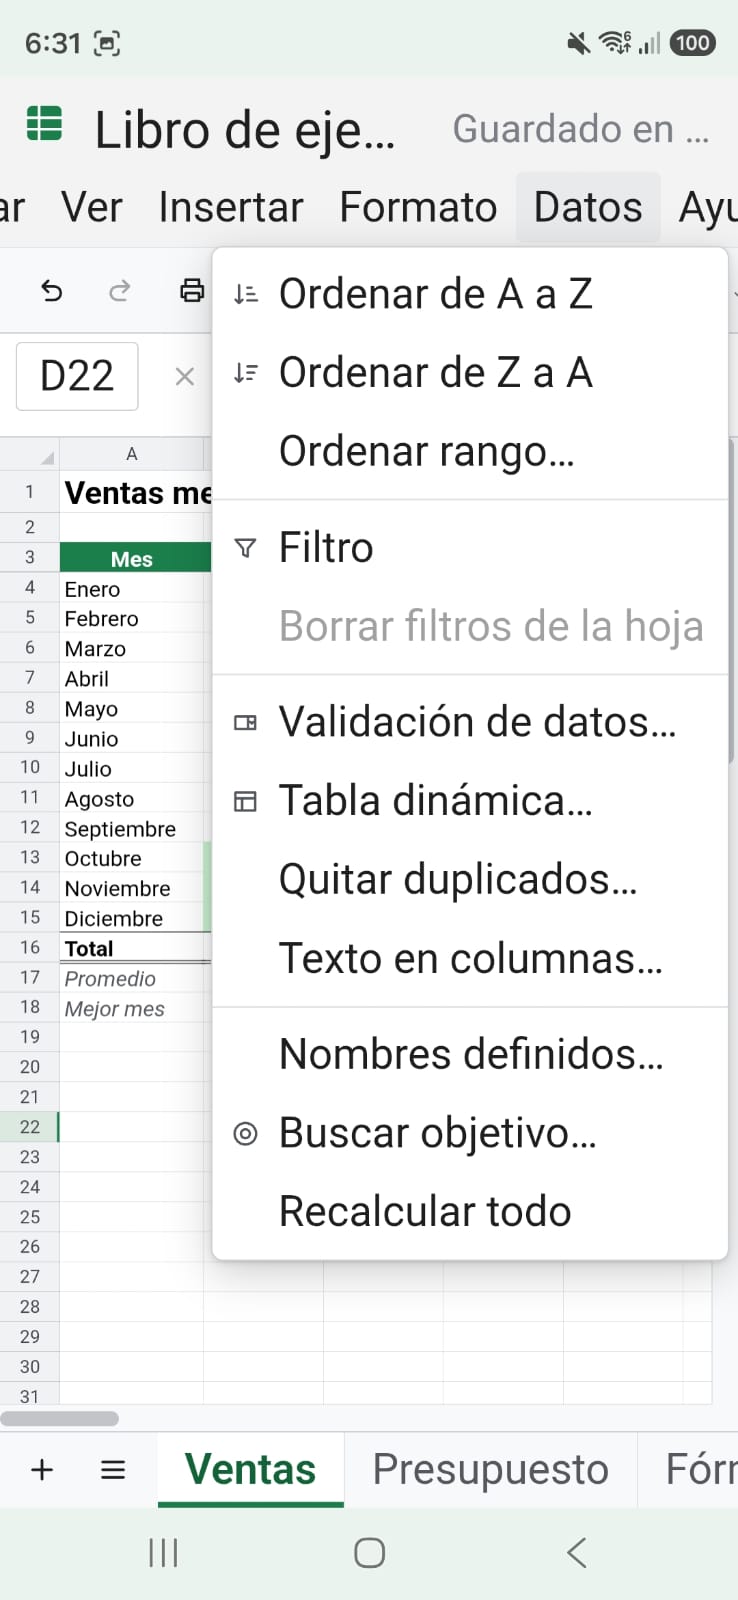 6:31
6
100
Libro de eje...
Guardado en ...
ar Ver Insertar Formato Datos Ayu
Ordenar de A a Z
D22
Ordenar de Z a A
Ordenar rango...
Filtro
Borrar filtros de la hoja
Validación de datos...
Tabla dinámica...
Quitar duplicados...
Texto en columnas...
Nombres definidos...
Buscar objetivo...
Recalcular todo
A
1 Ventas me
2
3 Mes
4 Enero
5 Febrero
6 Marzo
7 Abril
8 Mayo
9 Junio
10 Julio
11 Agosto
12 Septiembre
13 Octubre
14 Noviembre
15 Diciembre
16 Total
17 Promedio
18 Mejor mes
19
20
21
22
23
24
25
26
27
28
29
30
31
Ventas Presupuesto Fórr